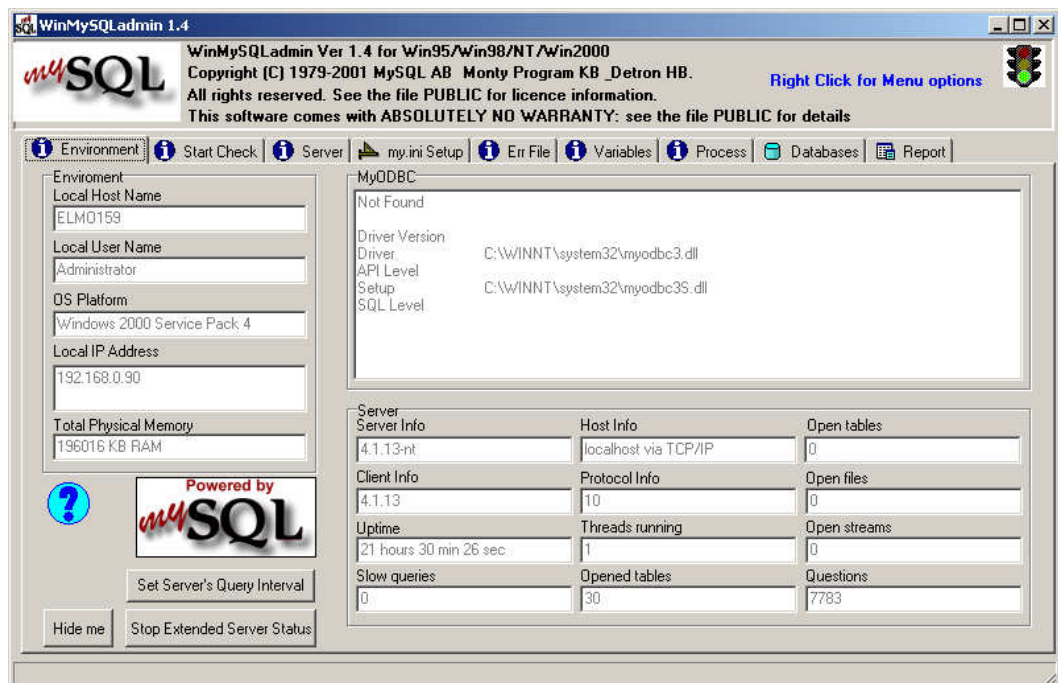 WinMySQLadmin 1.4
mySQL
WinMySQLadmin Ver 1.4 for Win95/Win98/NT/Win2000
Copyright (C) 1979-2001 MySQL AB  Monty Program KB _Detron HB.
All rights reserved. See the file PUBLIC for licence information.
This software comes with ABSOLUTELY NO WARRANTY: see the file PUBLIC for details
Right Click for Menu options
Environment Start Check Server my.ini Setup Err File Variables Process Databases Report
Enviroment
Local Host Name
ELMO159
Local User Name
Administrator
OS Platform
Windows 2000 Service Pack 4
Local IP Address
192.168.0.90
Total Physical Memory
196016 KB RAM
Powered by
mySQL
Set Server's Query Interval
Hide me Stop Extended Server Status
MyODBC
Not Found
Driver Version
Driver C:\WINNT\system32\myodbc3.dll
API Level
Setup C:\WINNT\system32\myodbc3S.dll
SQL Level
Server
Server Info Host Info Open tables
4.1.13-nt localhost via TCP/IP 0
Client Info Protocol Info Open files
4.1.13 10 0
Uptime Threads running Open streams
21 hours 30 min 26 sec 1 0
Slow queries Opened tables Questions
0 30 7783